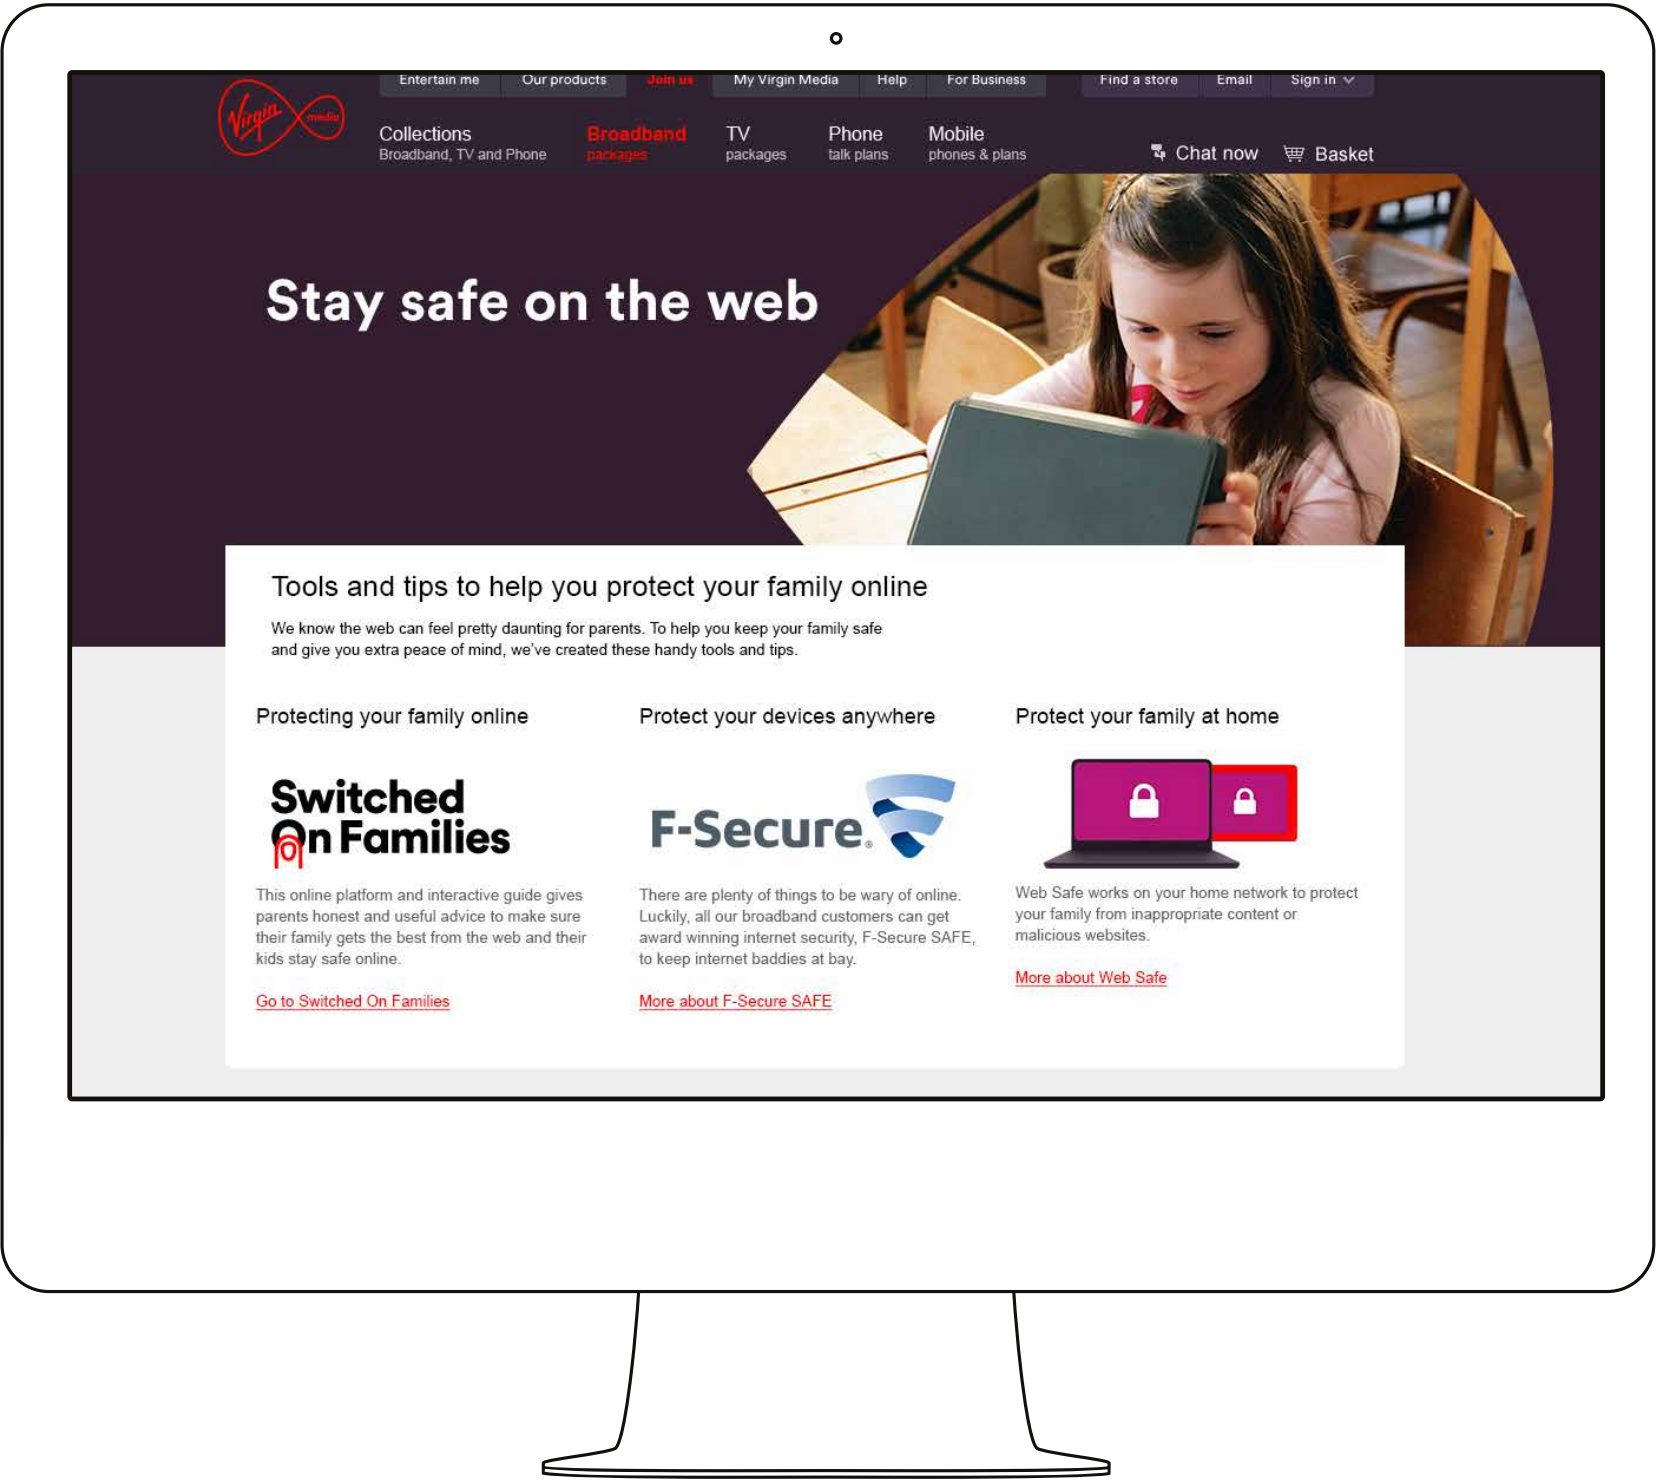 Entertain me
Our products
Join us
My Virgin Media
Help
For Business
Find a store
Email
Sign in
Virgin media
Collections
Broadband, TV and Phone
Broadband
packages
TV
packages
Phone
talk plans
Mobile
phones & plans
Chat now
Basket
Stay safe on the web
Tools and tips to help you protect your family online
We know the web can feel pretty daunting for parents. To help you keep your family safe
and give you extra peace of mind, we've created these handy tools and tips.
Protecting your family online
Switched
On Families
This online platform and interactive guide gives
parents honest and useful advice to make sure
their family gets the best from the web and their
kids stay safe online.
Go to Switched On Families
Protect your devices anywhere
F-Secure®
There are plenty of things to be wary of online.
Luckily, all our broadband customers can get
award winning internet security, F-Secure SAFE,
to keep internet baddies at bay.
More about F-Secure SAFE
Protect your family at home
Web Safe works on your home network to protect
your family from inappropriate content or
malicious websites.
More about Web Safe